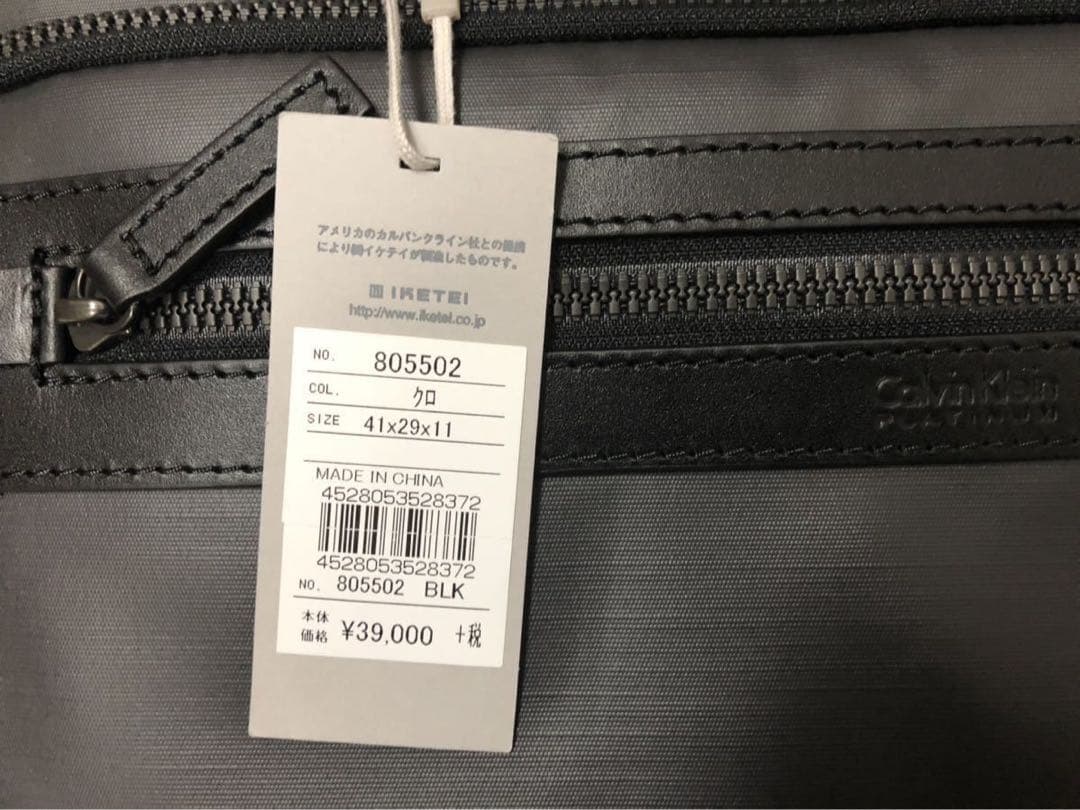 アメリカのカルバンクライン社との提携
により㈱イケテイが製造したものです。
IKETEI
http://www.iketei.co.jp
NO. 805502
COL. クロ
SIZE 41x29x11
MADE IN CHINA
4528053528372
4528053528372
NO. 805502 BLK
本体
価格 ¥39,000 +税
Calvin Klein
PLATINUM